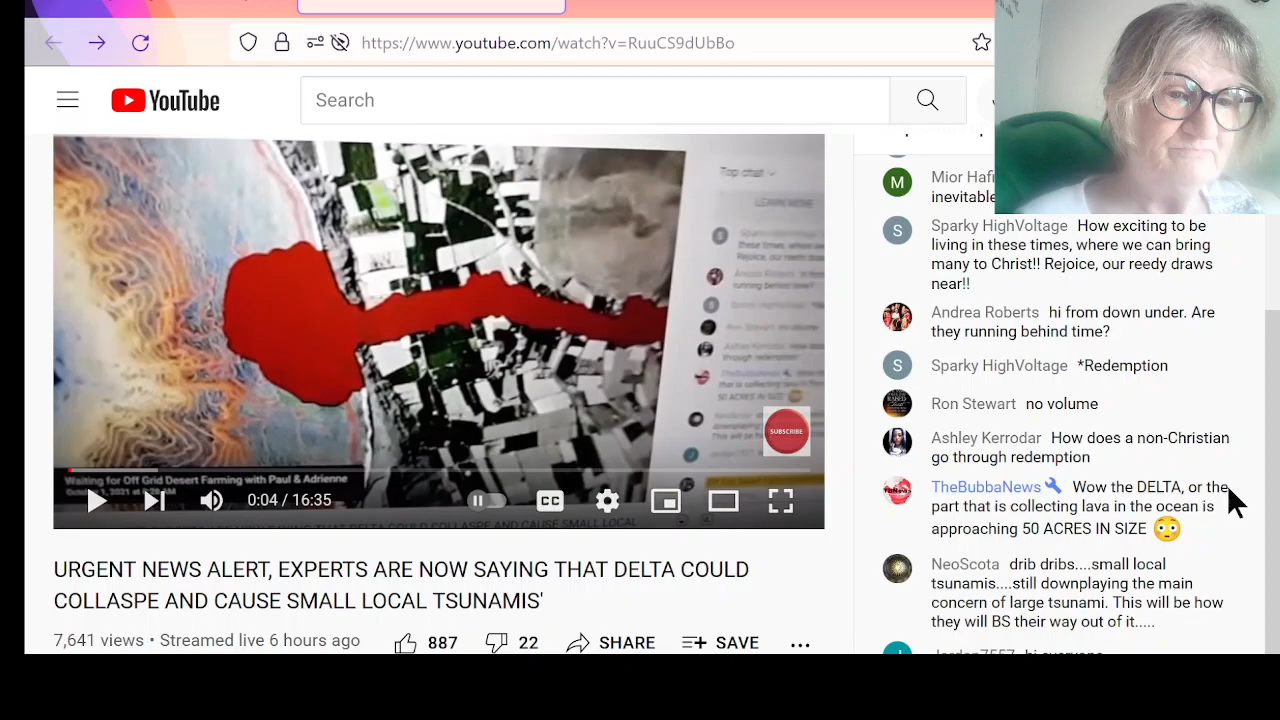 https://www.youtube.com/watch?v=RuuCS9dUbBo
YouTube
Search
Top chat
LEARN MORE
SUBSCRIBE
Waiting for Off Grid Desert Farming with Paul & Adrienne
0:04 / 16:35
CC
URGENT NEWS ALERT, EXPERTS ARE NOW SAYING THAT DELTA COULD
COLLASPE AND CAUSE SMALL LOCAL TSUNAMIS'
7,641 views • Streamed live 6 hours ago
887
22
SHARE
SAVE
M
Mior Hafi
inevitable
S
Sparky HighVoltage How exciting to be
living in these times, where we can bring
many to Christ!! Rejoice, our reedy draws
near!!
Andrea Roberts hi from down under. Are
they running behind time?
S
Sparky HighVoltage *Redemption
Ron Stewart no volume
Ashley Kerrodar How does a non-Christian
go through redemption
TheBubbaNews Wow the DELTA, or the
part that is collecting lava in the ocean is
approaching 50 ACRES IN SIZE
NeoScota drib dribs....small local
tsunamis....still downplaying the main
concern of large tsunami. This will be how
they will BS their way out of it.....